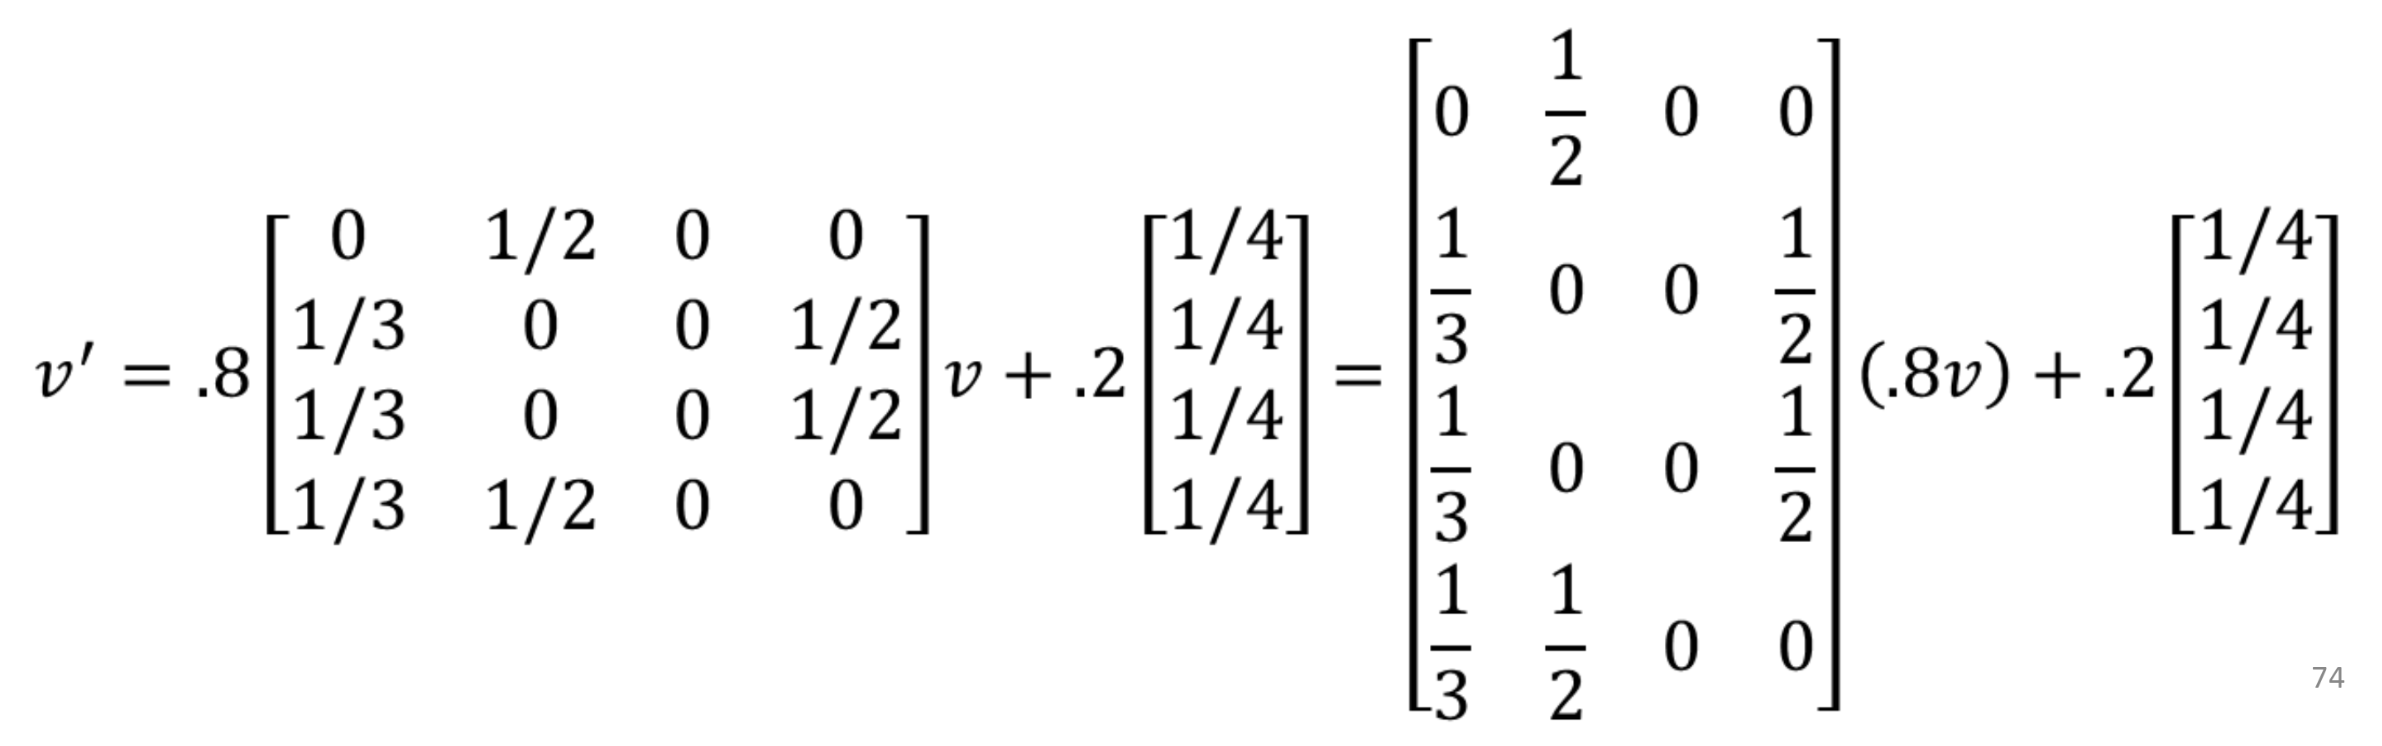 v′ = .8 [0 1/2 0 0; 1/3 0 0 1/2; 1/3 0 0 1/2; 1/3 1/2 0 0] v + .2 [1/4; 1/4; 1/4; 1/4] = [0 1/2 0 0; 1/3 0 0 1/2; 1/3 0 0 1/2; 1/3 1/2 0 0] (.8v) + .2 [1/4; 1/4; 1/4; 1/4]
74